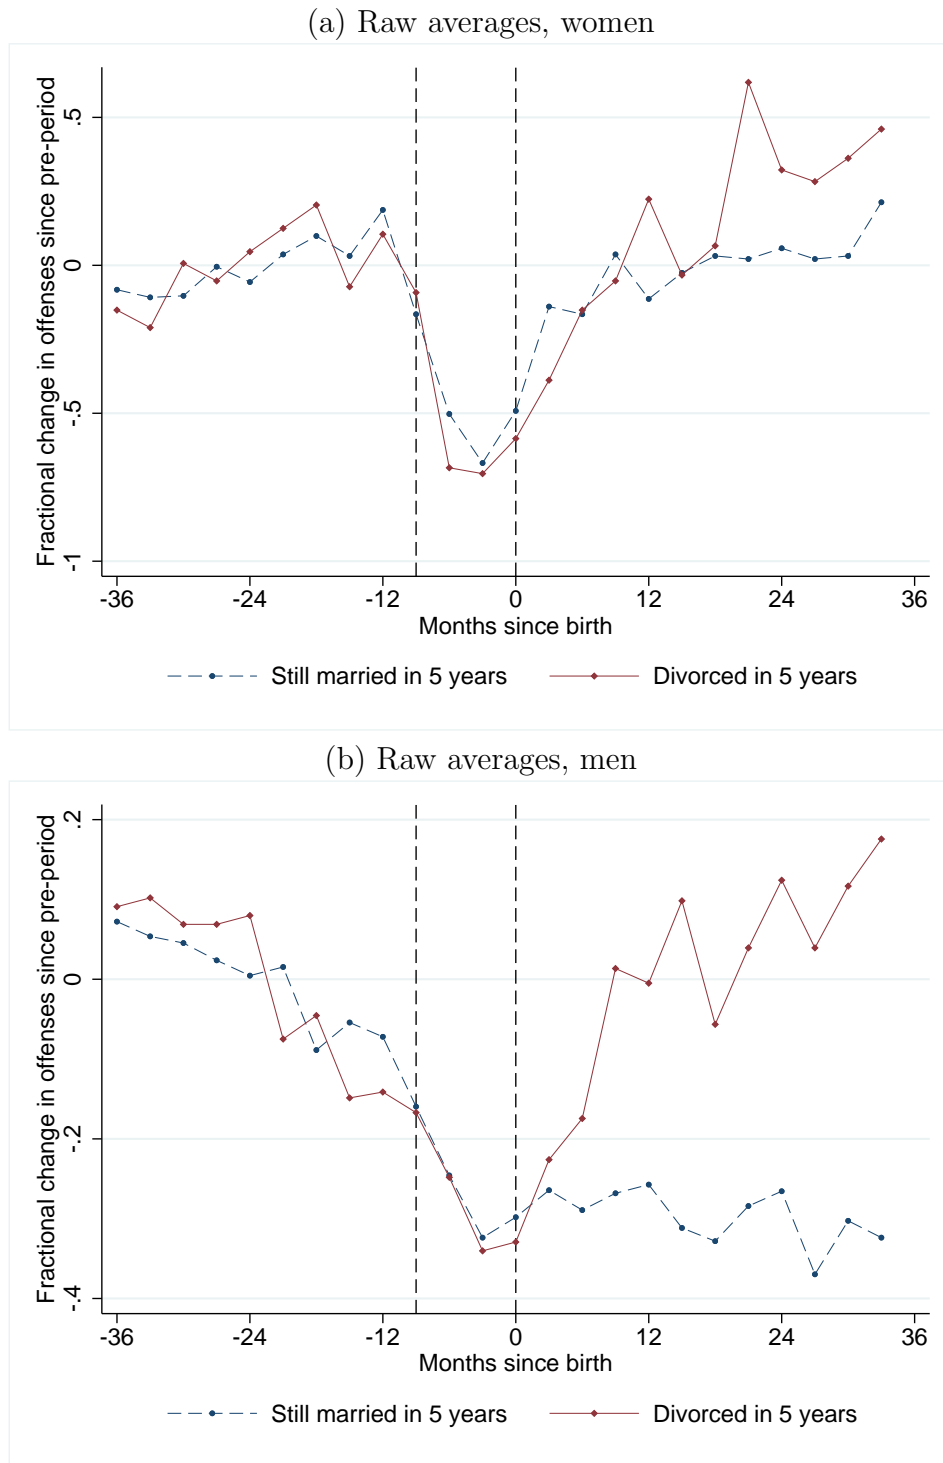 (a) Raw averages, women
Fractional change in offenses since pre-period
.5
0
-.5
-1
-36 -24 -12 0 12 24 36
Months since birth
Still married in 5 years Divorced in 5 years
(b) Raw averages, men
Fractional change in offenses since pre-period
.2
0
-.2
-.4
-36 -24 -12 0 12 24 36
Months since birth
Still married in 5 years Divorced in 5 years